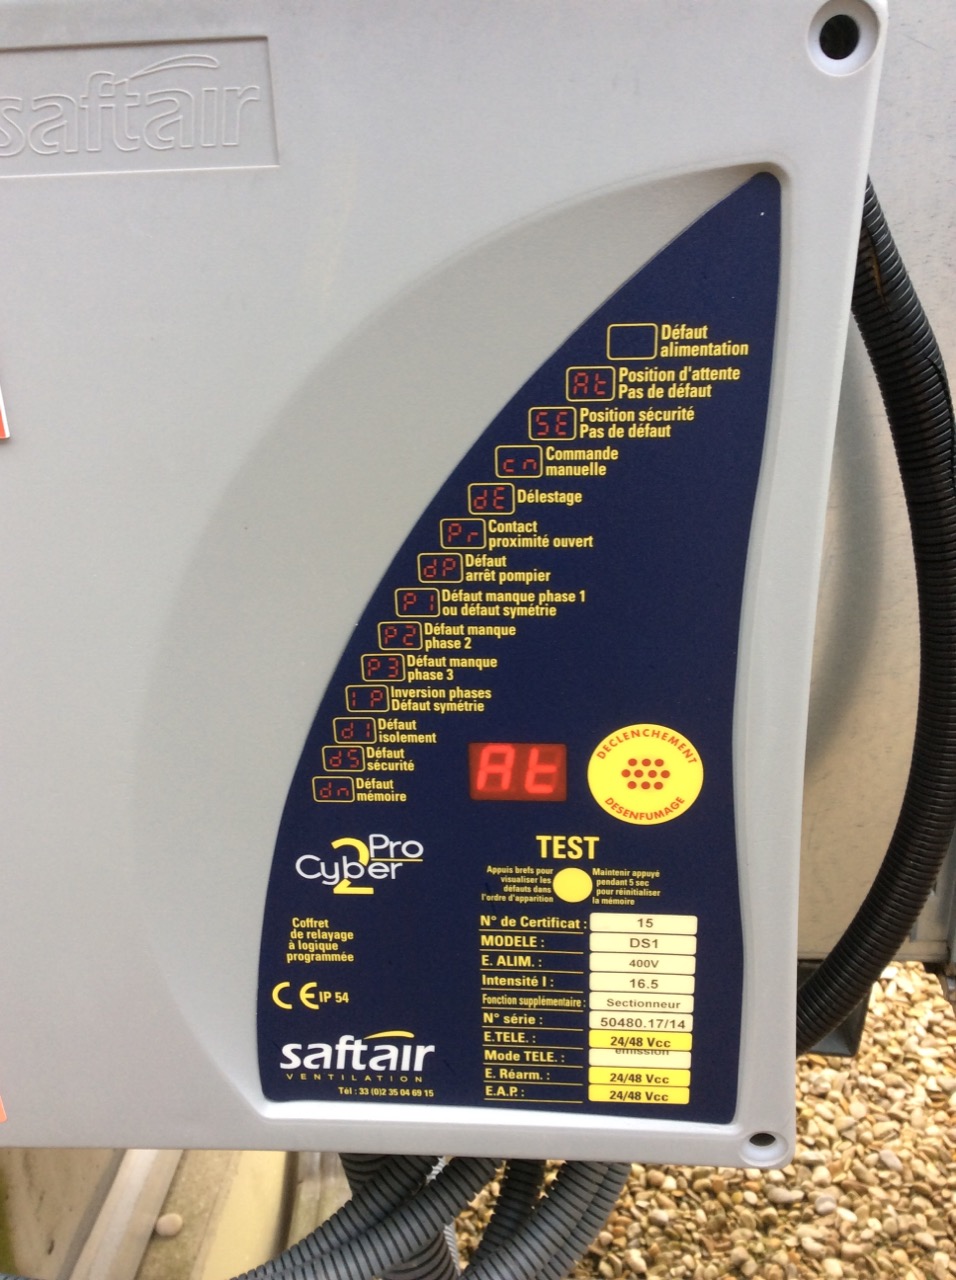 saftair
Défaut
alimentation
At
Position d'attente
Pas de défaut
SE
Position sécurité
Pas de défaut
cn
Commande
manuelle
dE
Délestage
Pr
Contact
proximité ouvert
dP
Défaut
arrêt pompier
P1
Défaut manque phase 1
ou défaut symétrie
P2
Défaut manque
phase 2
P3
Défaut manque
phase 3
IP
Inversion phases
Défaut symétrie
d1
Défaut
isolement
dS
Défaut
sécurité
dn
Défaut
mémoire
At
DECLENCHEMENT
DESENFUMAGE
Cyber 2 Pro
TEST
Appuis brefs pour
visualiser les
défauts dans
l'ordre d'apparition
Maintenir appuyé
pendant 5 sec
pour réinitialiser
la mémoire
Coffret
de relayage
à logique
programmée
CE IP 54
N° de Certificat : 15
MODELE : DS1
E. ALIM. : 400V
Intensité I : 16.5
Fonction supplémentaire : Sectionneur
N° série : 50480.17/14
E.TELE. : 24/48 Vcc
Mode TELE. : emission
E. Réarm. : 24/48 Vcc
E.A.P. : 24/48 Vcc
saftair
VENTILATION
Tél : 33 (0)2 35 04 69 15